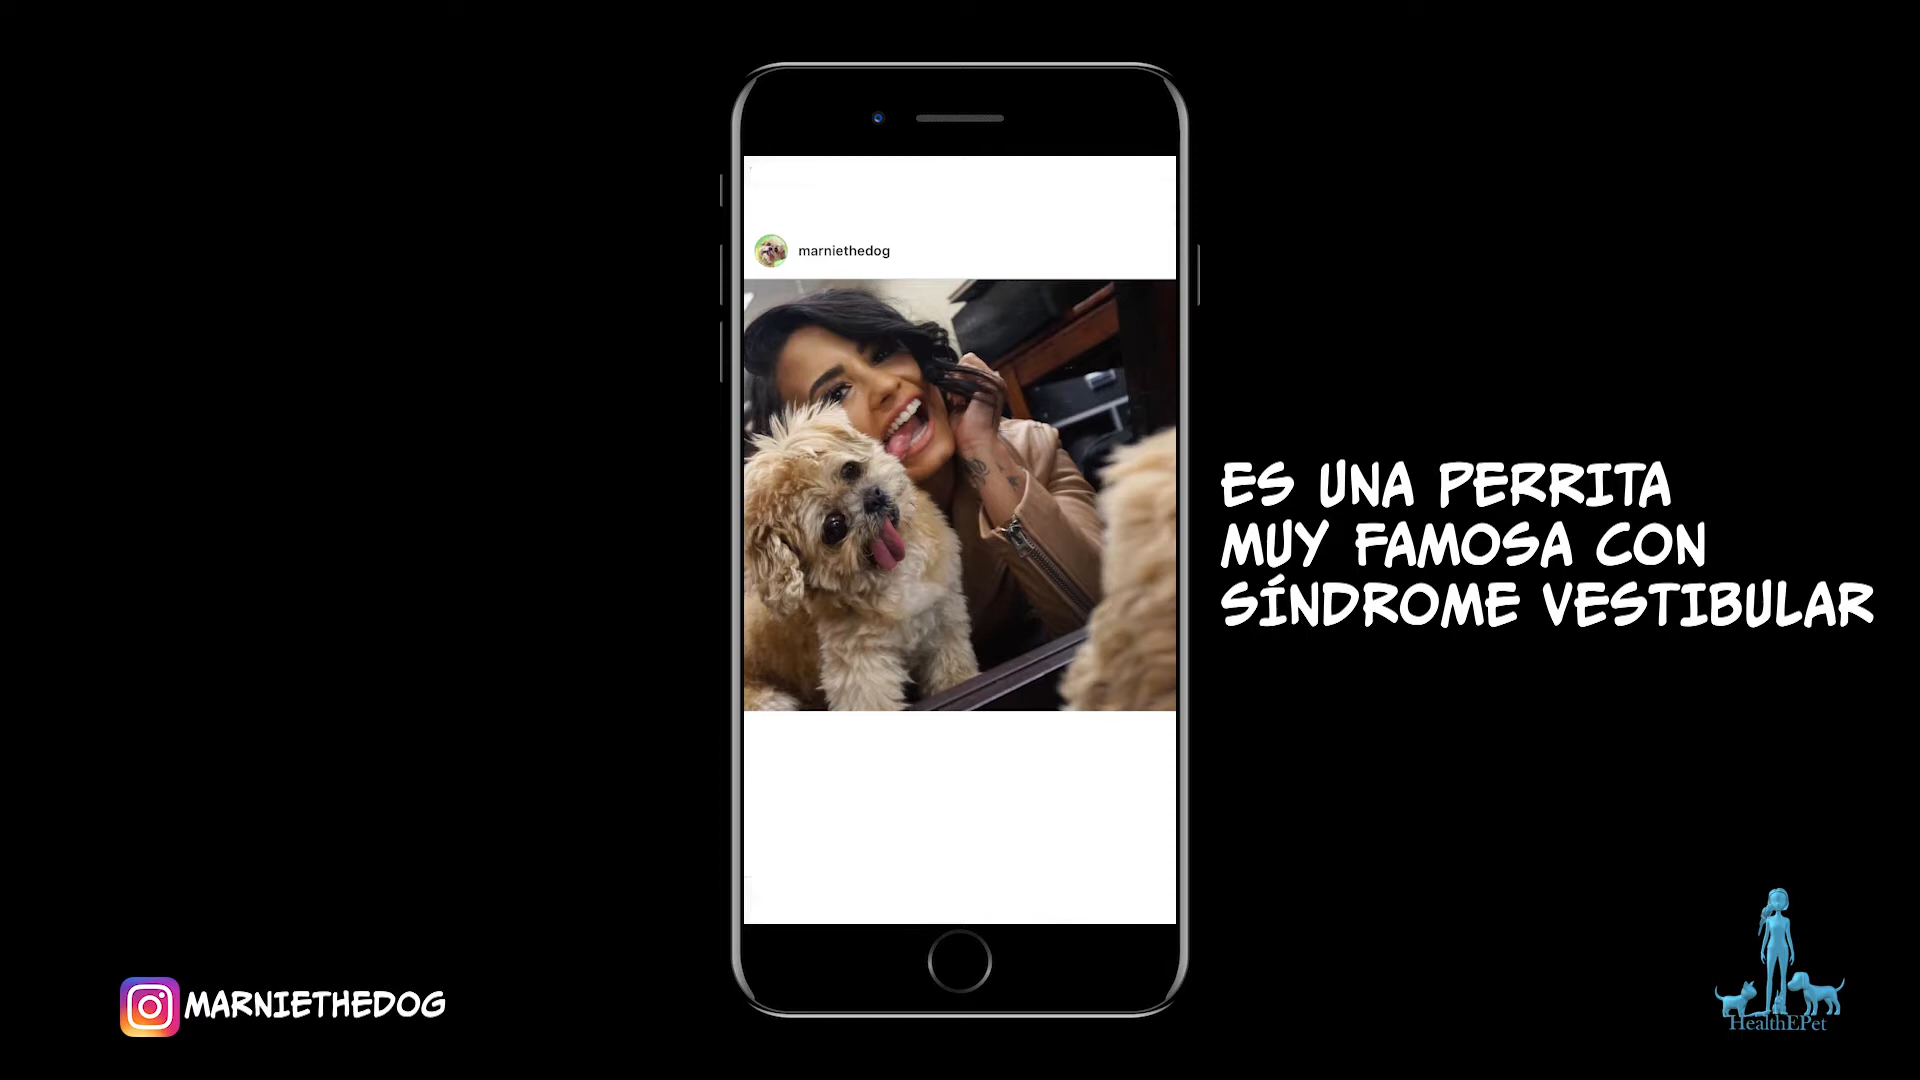 marniethedog
ES UNA PERRITA
MUY FAMOSA CON
SÍNDROME VESTIBULAR
MARNIETHEDOG
HealthEPet